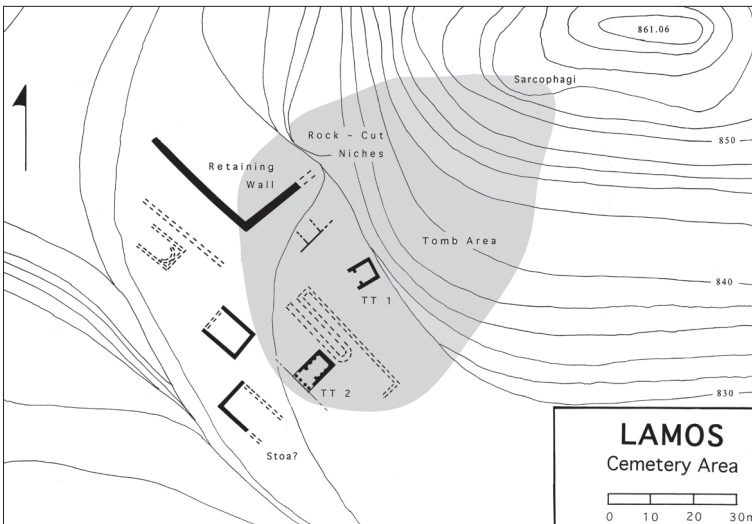 861.06
Sarcophagi
Rock - Cut
Niches
850
Retaining
Wall
Tomb Area
840
TT 1
TT 2
830
Stoa?
LAMOS
Cemetery Area
0 10 20 30m